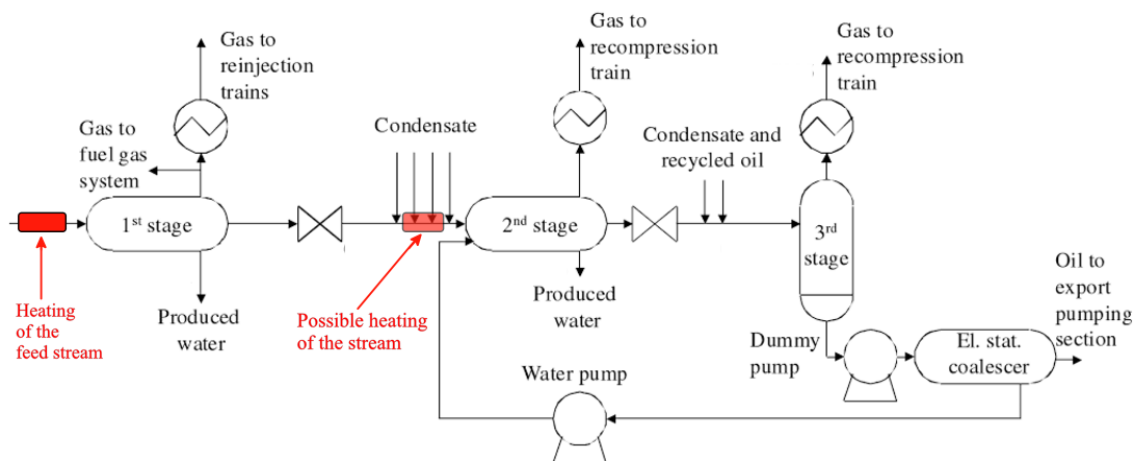 Gas to
reinjection
trains
Gas to
fuel gas
system
1st stage
Produced
water
Heating
of the
feed stream
Condensate
Possible heating
of the stream
Gas to
recompression
train
2nd stage
Produced
water
Water pump
Condensate and
recycled oil
Gas to
recompression
train
3rd
stage
Dummy
pump
El. stat.
coalescer
Oil to
export
pumping
section